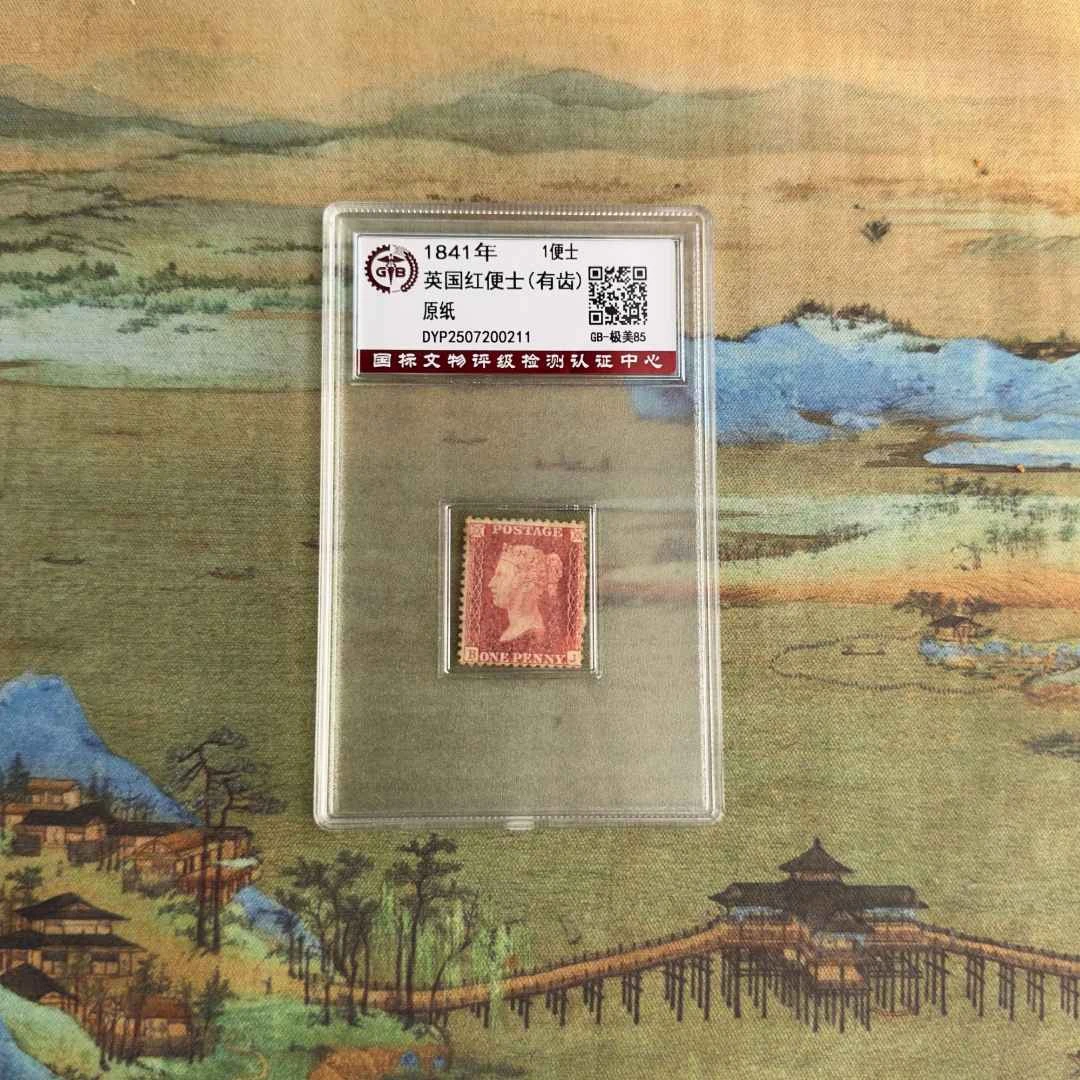 1841年 1便士
英国红便士(有齿)
原纸
DYP2507200211 GB-极美85
国标文物评级检测认证中心
GB
POSTAGE
ONE PENNY J